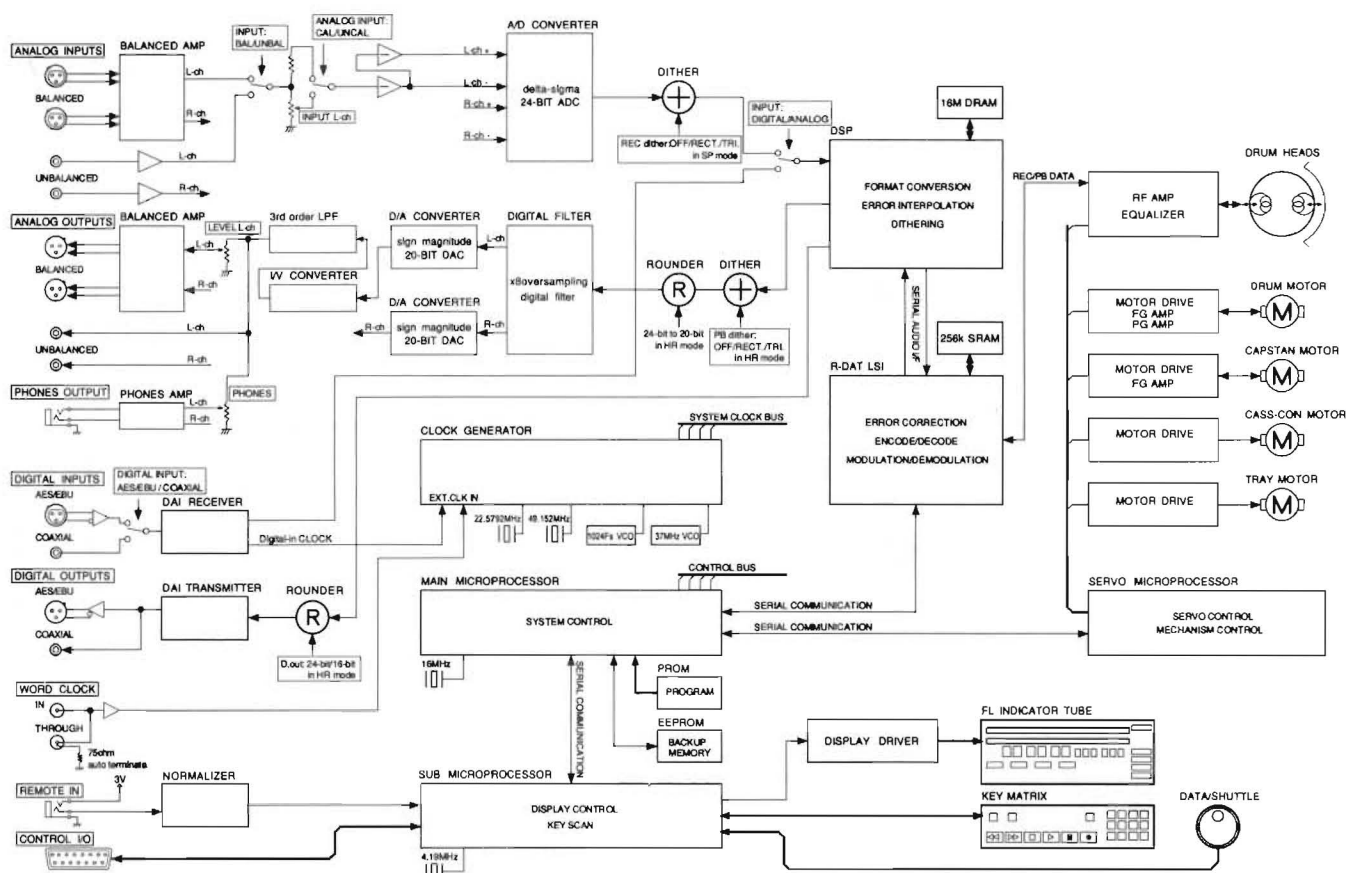 ANALOG INPUTS
BALANCED
UNBALANCED
BALANCED AMP
L-ch
R-ch
L-ch
R-ch
INPUT:
BAL/UNBAL
ANALOG INPUT:
CAL/UNCAL
INPUT L-ch
A/D CONVERTER
L-ch +
L-ch -
R-ch +
R-ch -
delta-sigma
24-BIT ADC
DITHER
REC dither:OFF/RECT./TRI.
in SP mode
INPUT:
DIGITAL/ANALOG
16M DRAM
DSP
FORMAT CONVERSION
ERROR INTERPOLATION
DITHERING
REC/PB DATA
RF AMP
EQUALIZER
DRUM HEADS
ANALOG OUTPUTS
BALANCED
UNBALANCED
BALANCED AMP
LEVEL L-ch
L-ch
R-ch
L-ch
R-ch
3rd order LPF
I/V CONVERTER
D/A CONVERTER
sign magnitude
20-BIT DAC
L-ch
D/A CONVERTER
sign magnitude
20-BIT DAC
R-ch
R-ch
DIGITAL FILTER
x8oversampling
digital filter
ROUNDER
R
24-bit to 20-bit
in HR mode
DITHER
PB dither:
OFF/RECT./TRI.
in HR mode
SERIAL AUDIO I/F
256k SRAM
MOTOR DRIVE
FG AMP
PG AMP
DRUM MOTOR
M
MOTOR DRIVE
FG AMP
CAPSTAN MOTOR
M
MOTOR DRIVE
CASS-CON MOTOR
M
MOTOR DRIVE
TRAY MOTOR
M
PHONES OUTPUT
PHONES AMP
L-ch
R-ch
PHONES
R-DAT LSI
ERROR CORRECTION
ENCODE/DECODE
MODULATION/DEMODULATION
SYSTEM CLOCK BUS
CLOCK GENERATOR
EXT.CLK IN
22.5792MHz
49.152MHz
1024Fs VCO
37MHz VCO
DIGITAL INPUTS
AES/EBU
COAXIAL
DIGITAL INPUT:
AES/EBU / COAXIAL
DAI RECEIVER
Digital-in CLOCK
DIGITAL OUTPUTS
AES/EBU
COAXIAL
DAI TRANSMITTER
ROUNDER
R
D.out: 24-bit/16-bit
in HR mode
CONTROL BUS
MAIN MICROPROCESSOR
SYSTEM CONTROL
16MHz
SERIAL COMMUNICATION
SERIAL COMMUNICATION
SERIAL COMMUNICATION
SERVO MICROPROCESSOR
SERVO CONTROL
MECHANISM CONTROL
PROM
PROGRAM
EEPROM
BACKUP
MEMORY
WORD CLOCK
IN
THROUGH
75ohm
auto terminate
REMOTE IN
3V
NORMALIZER
CONTROL I/O
SUB MICROPROCESSOR
DISPLAY CONTROL
KEY SCAN
4.19MHz
DISPLAY DRIVER
FL INDICATOR TUBE
KEY MATRIX
DATA/SHUTTLE